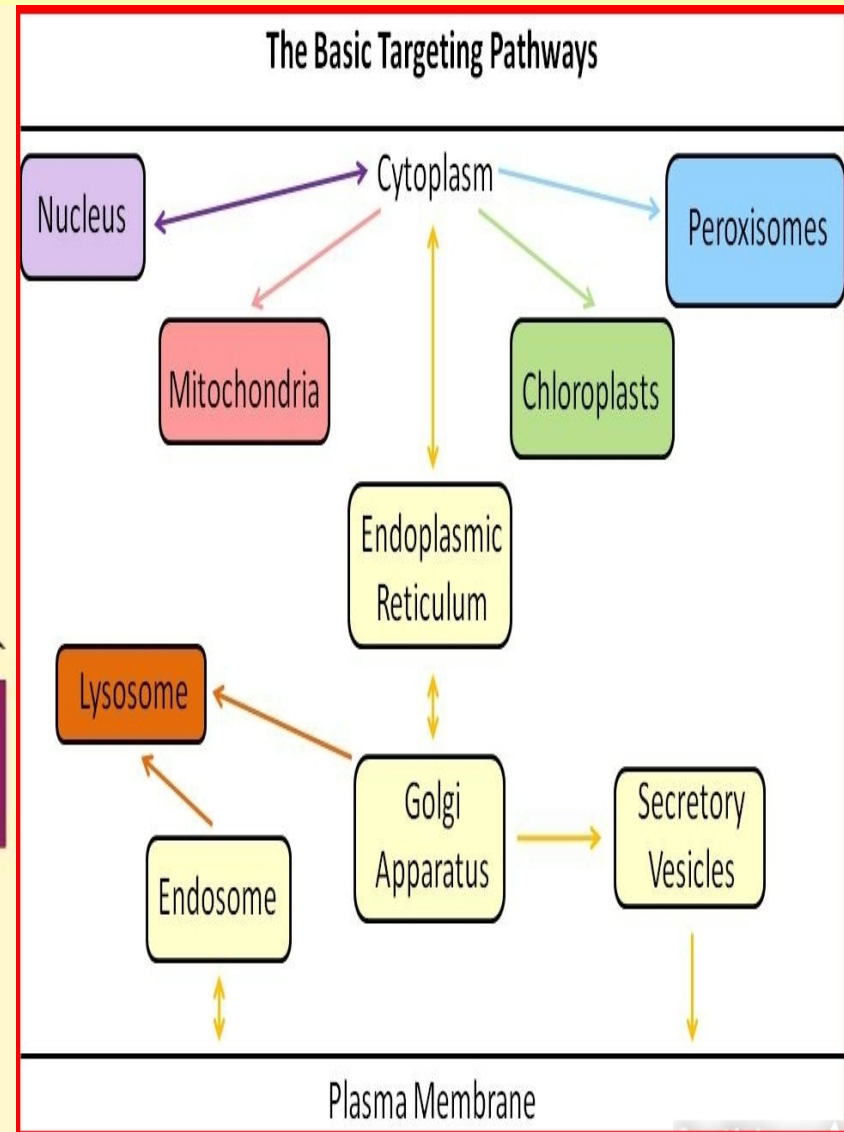 The Basic Targeting Pathways
Cytoplasm
Nucleus
Peroxisomes
Mitochondria
Chloroplasts
Endoplasmic
Reticulum
Lysosome
Golgi
Apparatus
Secretory
Vesicles
Endosome
Plasma Membrane